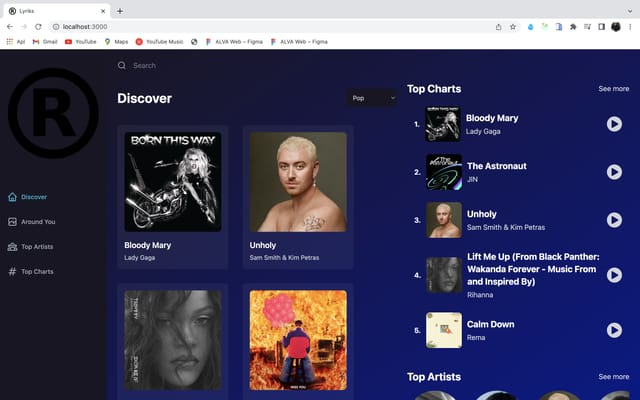 Lyriks
localhost:3000
Apl
Gmail
YouTube
Maps
YouTube Music
ALVA Web – Figma
ALVA Web – Figma
R
Discover
Around You
Top Artists
Top Charts
Search
Discover
Pop
BORN THIS WAY
Bloody Mary
Lady Gaga
Unholy
Sam Smith & Kim Petras
MISS YOU
Top Charts
See more
1.
Bloody Mary
Lady Gaga
2.
The Astronaut
JIN
3.
Unholy
Sam Smith & Kim Petras
4.
Lift Me Up (From Black Panther:
Wakanda Forever - Music From
and Inspired By)
Rihanna
5.
Calm Down
Rema
Top Artists
See more